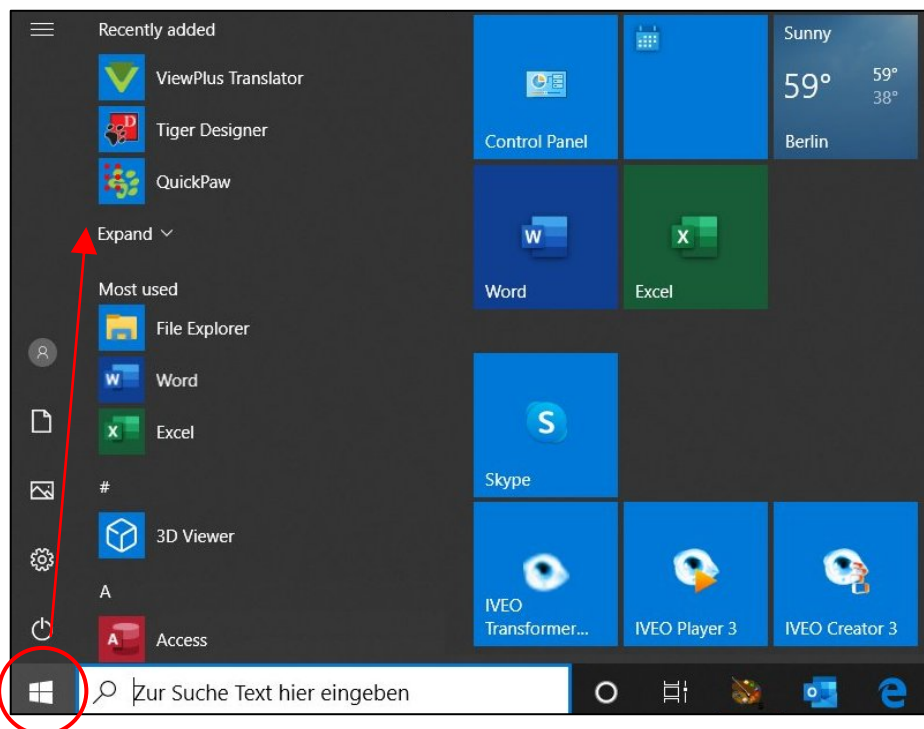 Recently added
ViewPlus Translator
Tiger Designer
QuickPaw
Expand
Most used
File Explorer
Word
Excel
#
3D Viewer
A
Access
Control Panel
Sunny
59° 59°
38°
Berlin
Word
Excel
Skype
IVEO
Transformer...
IVEO Player 3
IVEO Creator 3
Zur Suche Text hier eingeben